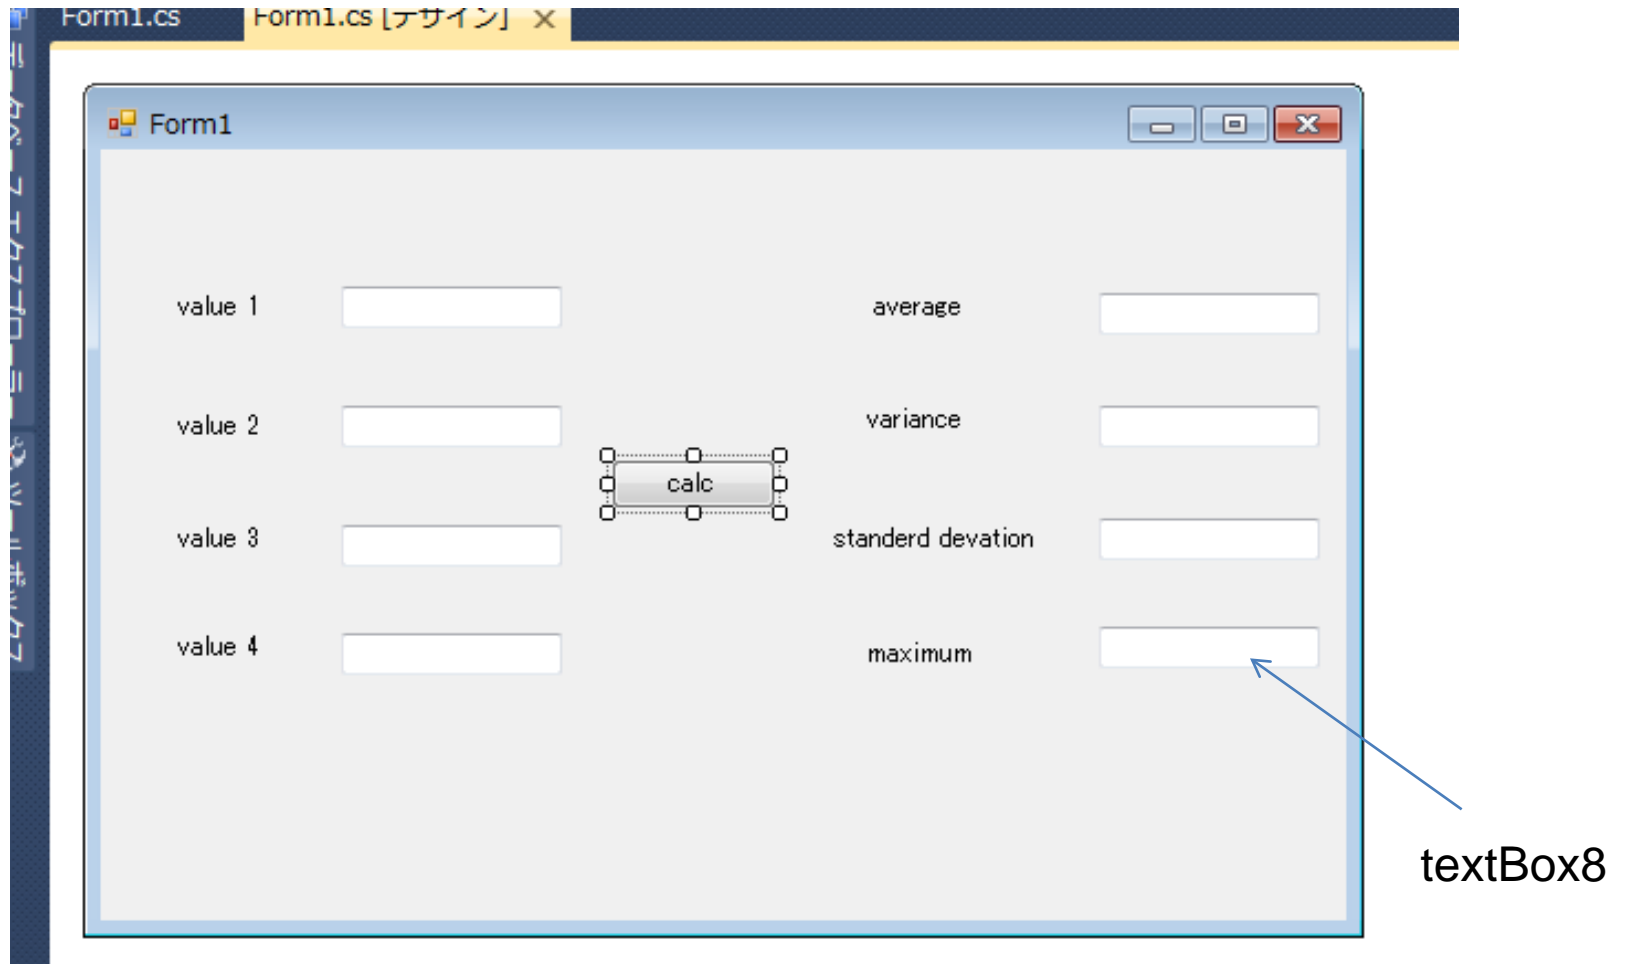 Form1.cs
Form1.cs [デザイン]
Form1
value 1
average
value 2
variance
calc
value 3
standerd devation
value 4
maximum
textBox8